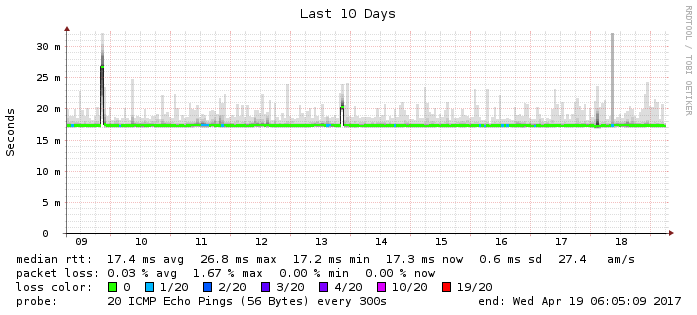 Last 10 Days
RRDTOOL / TOBI OETIKER
Seconds
30 m
25 m
20 m
15 m
10 m
5 m
0
09 10 11 12 13 14 15 16 17 18
median rtt: 17.4 ms avg 26.8 ms max 17.2 ms min 17.3 ms now 0.6 ms sd 27.4 am/s
packet loss: 0.03 % avg 1.67 % max 0.00 % min 0.00 % now
loss color: 0 1/20 2/20 3/20 4/20 10/20 19/20
probe: 20 ICMP Echo Pings (56 Bytes) every 300s end: Wed Apr 19 06:05:09 2017